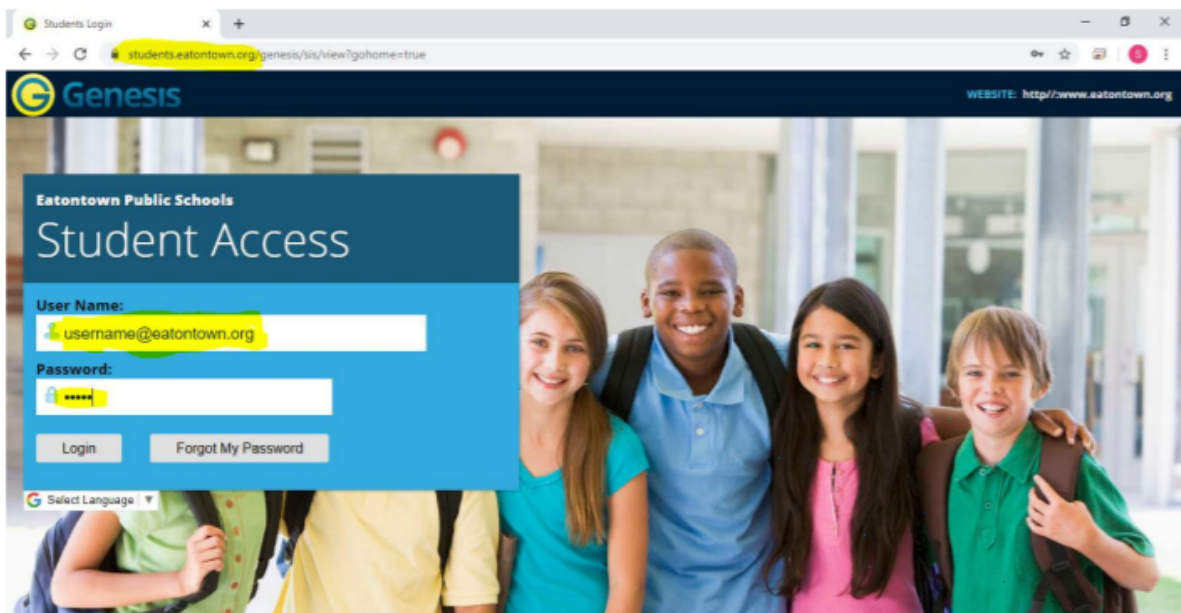 Students Login
students.eatontown.org/genesis/sis/view?gohome=true
S
Genesis
WEBSITE: http//:www.eatontown.org
Eatontown Public Schools
Student Access
User Name:
username@eatontown.org
Password:
•••••
Login Forgot My Password
G Select Language ▼